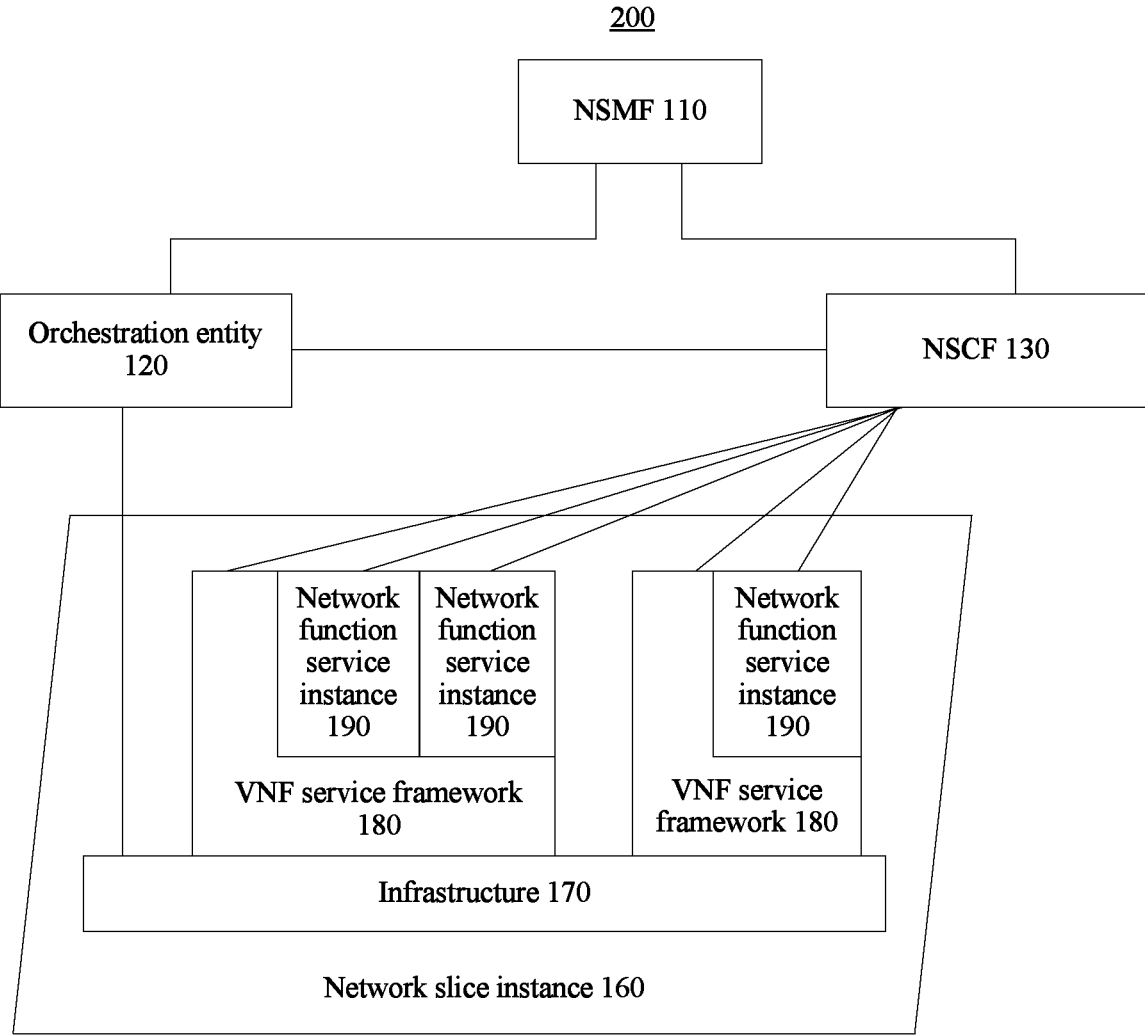 200
NSMF 110
Orchestration entity
120
NSCF 130
Network
function
service
instance
190
Network
function
service
instance
190
Network
function
service
instance
190
VNF service framework
180
VNF service
framework 180
Infrastructure 170
Network slice instance 160